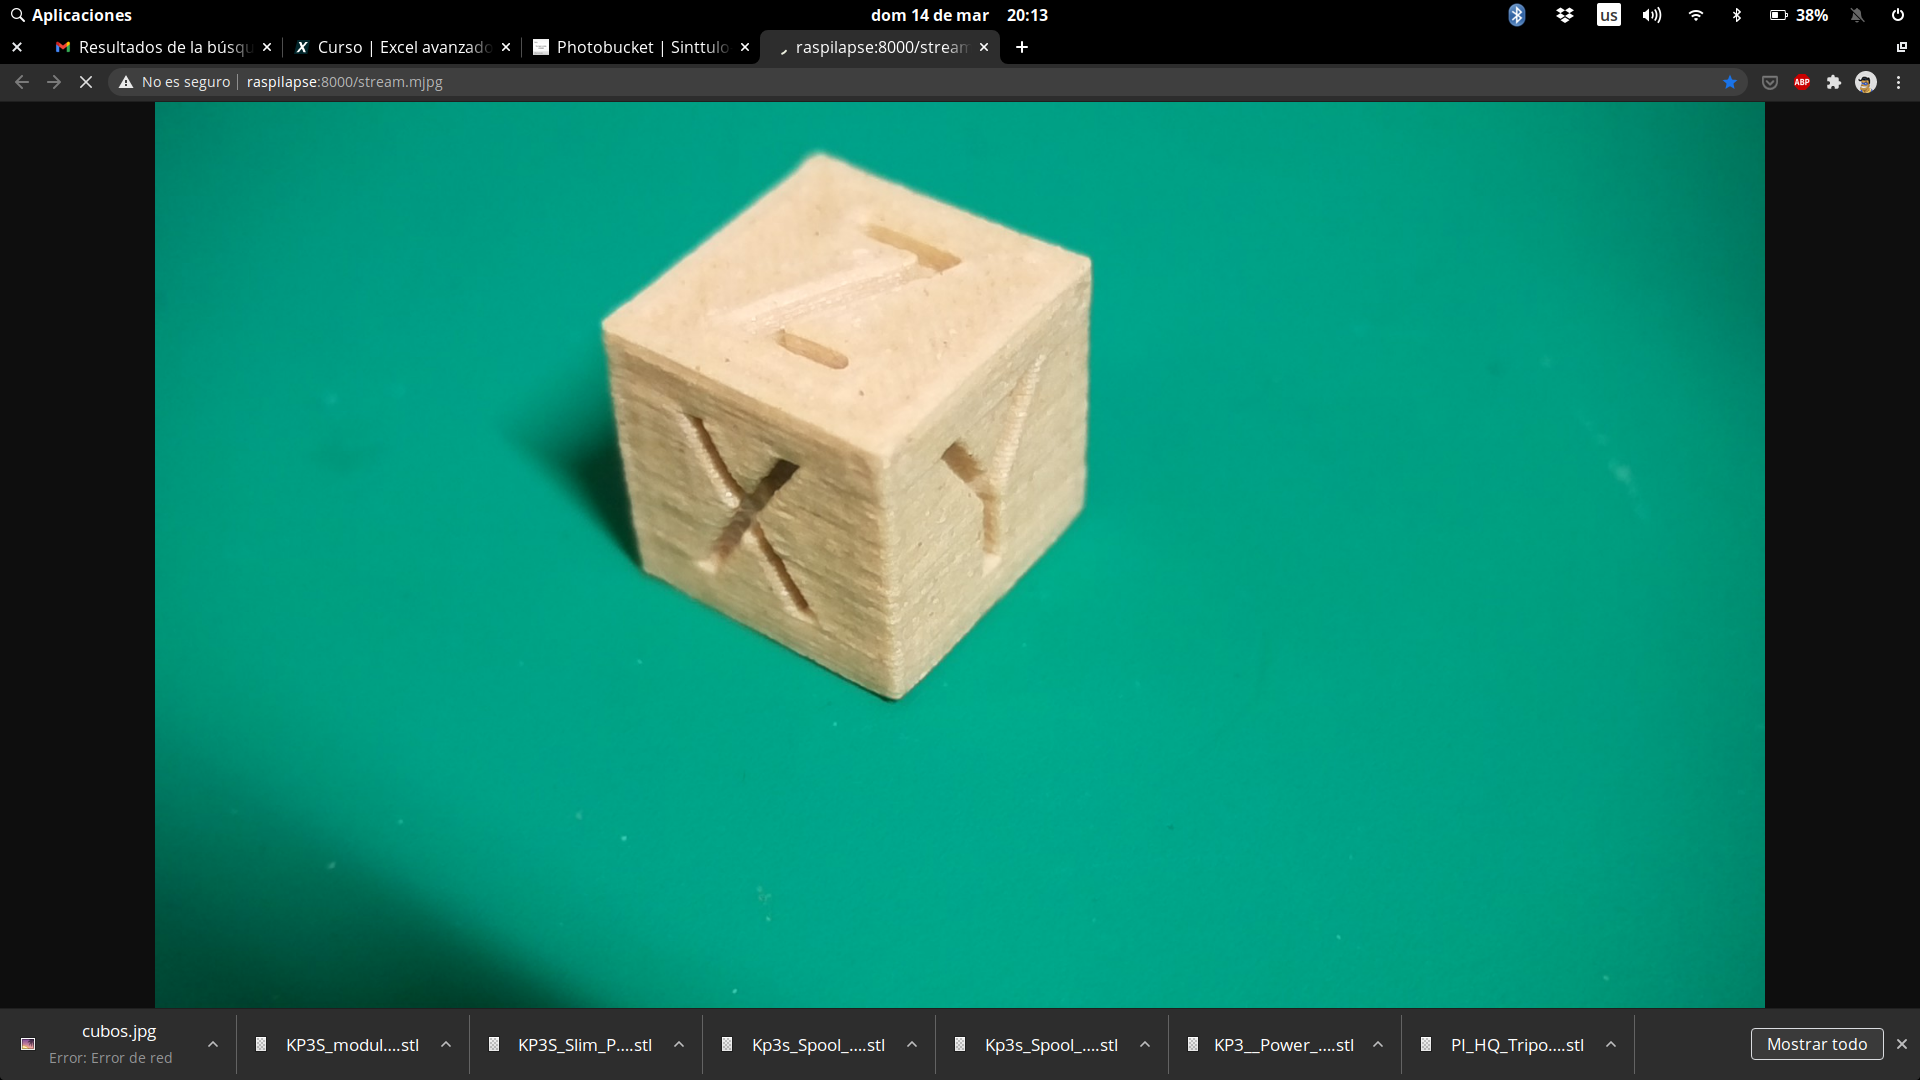 Aplicaciones
dom 14 de mar 20:13
us
38%
Resultados de la búsqu
X Curso | Excel avanzado
Photobucket | Sinttulo
raspilapse:8000/stream
No es seguro | raspilapse:8000/stream.mjpg
ABP
Z
X
Y
cubos.jpg
Error: Error de red
KP3S_modul....stl
KP3S_Slim_P....stl
Kp3s_Spool_....stl
Kp3s_Spool_....stl
KP3__Power_....stl
PI_HQ_Tripo....stl
Mostrar todo